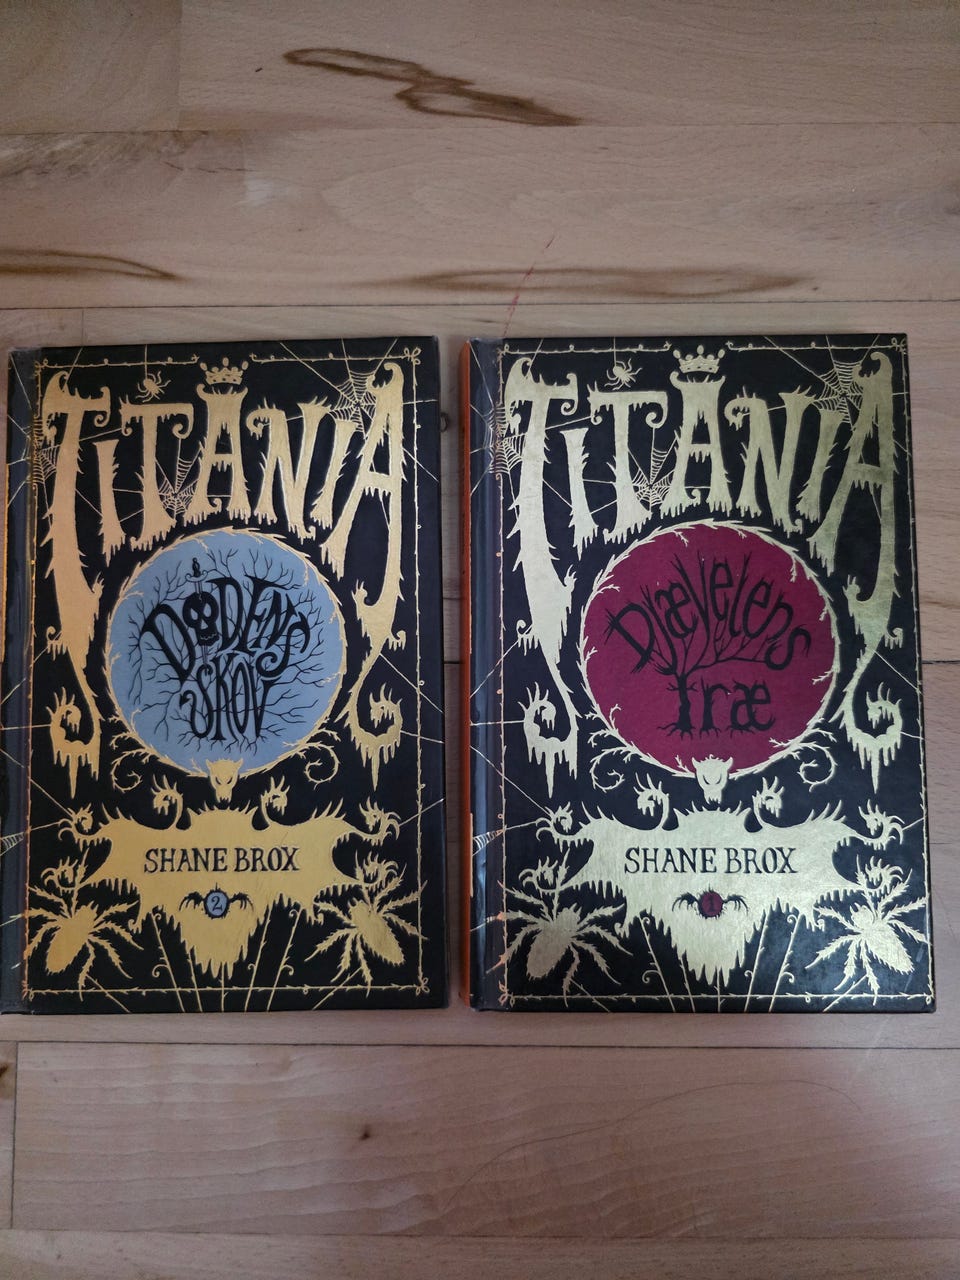 TiTANiA
DØDENS
SKOV
SHANE BROX
2
TiTANiA
Djævelens
Træ
SHANE BROX
1